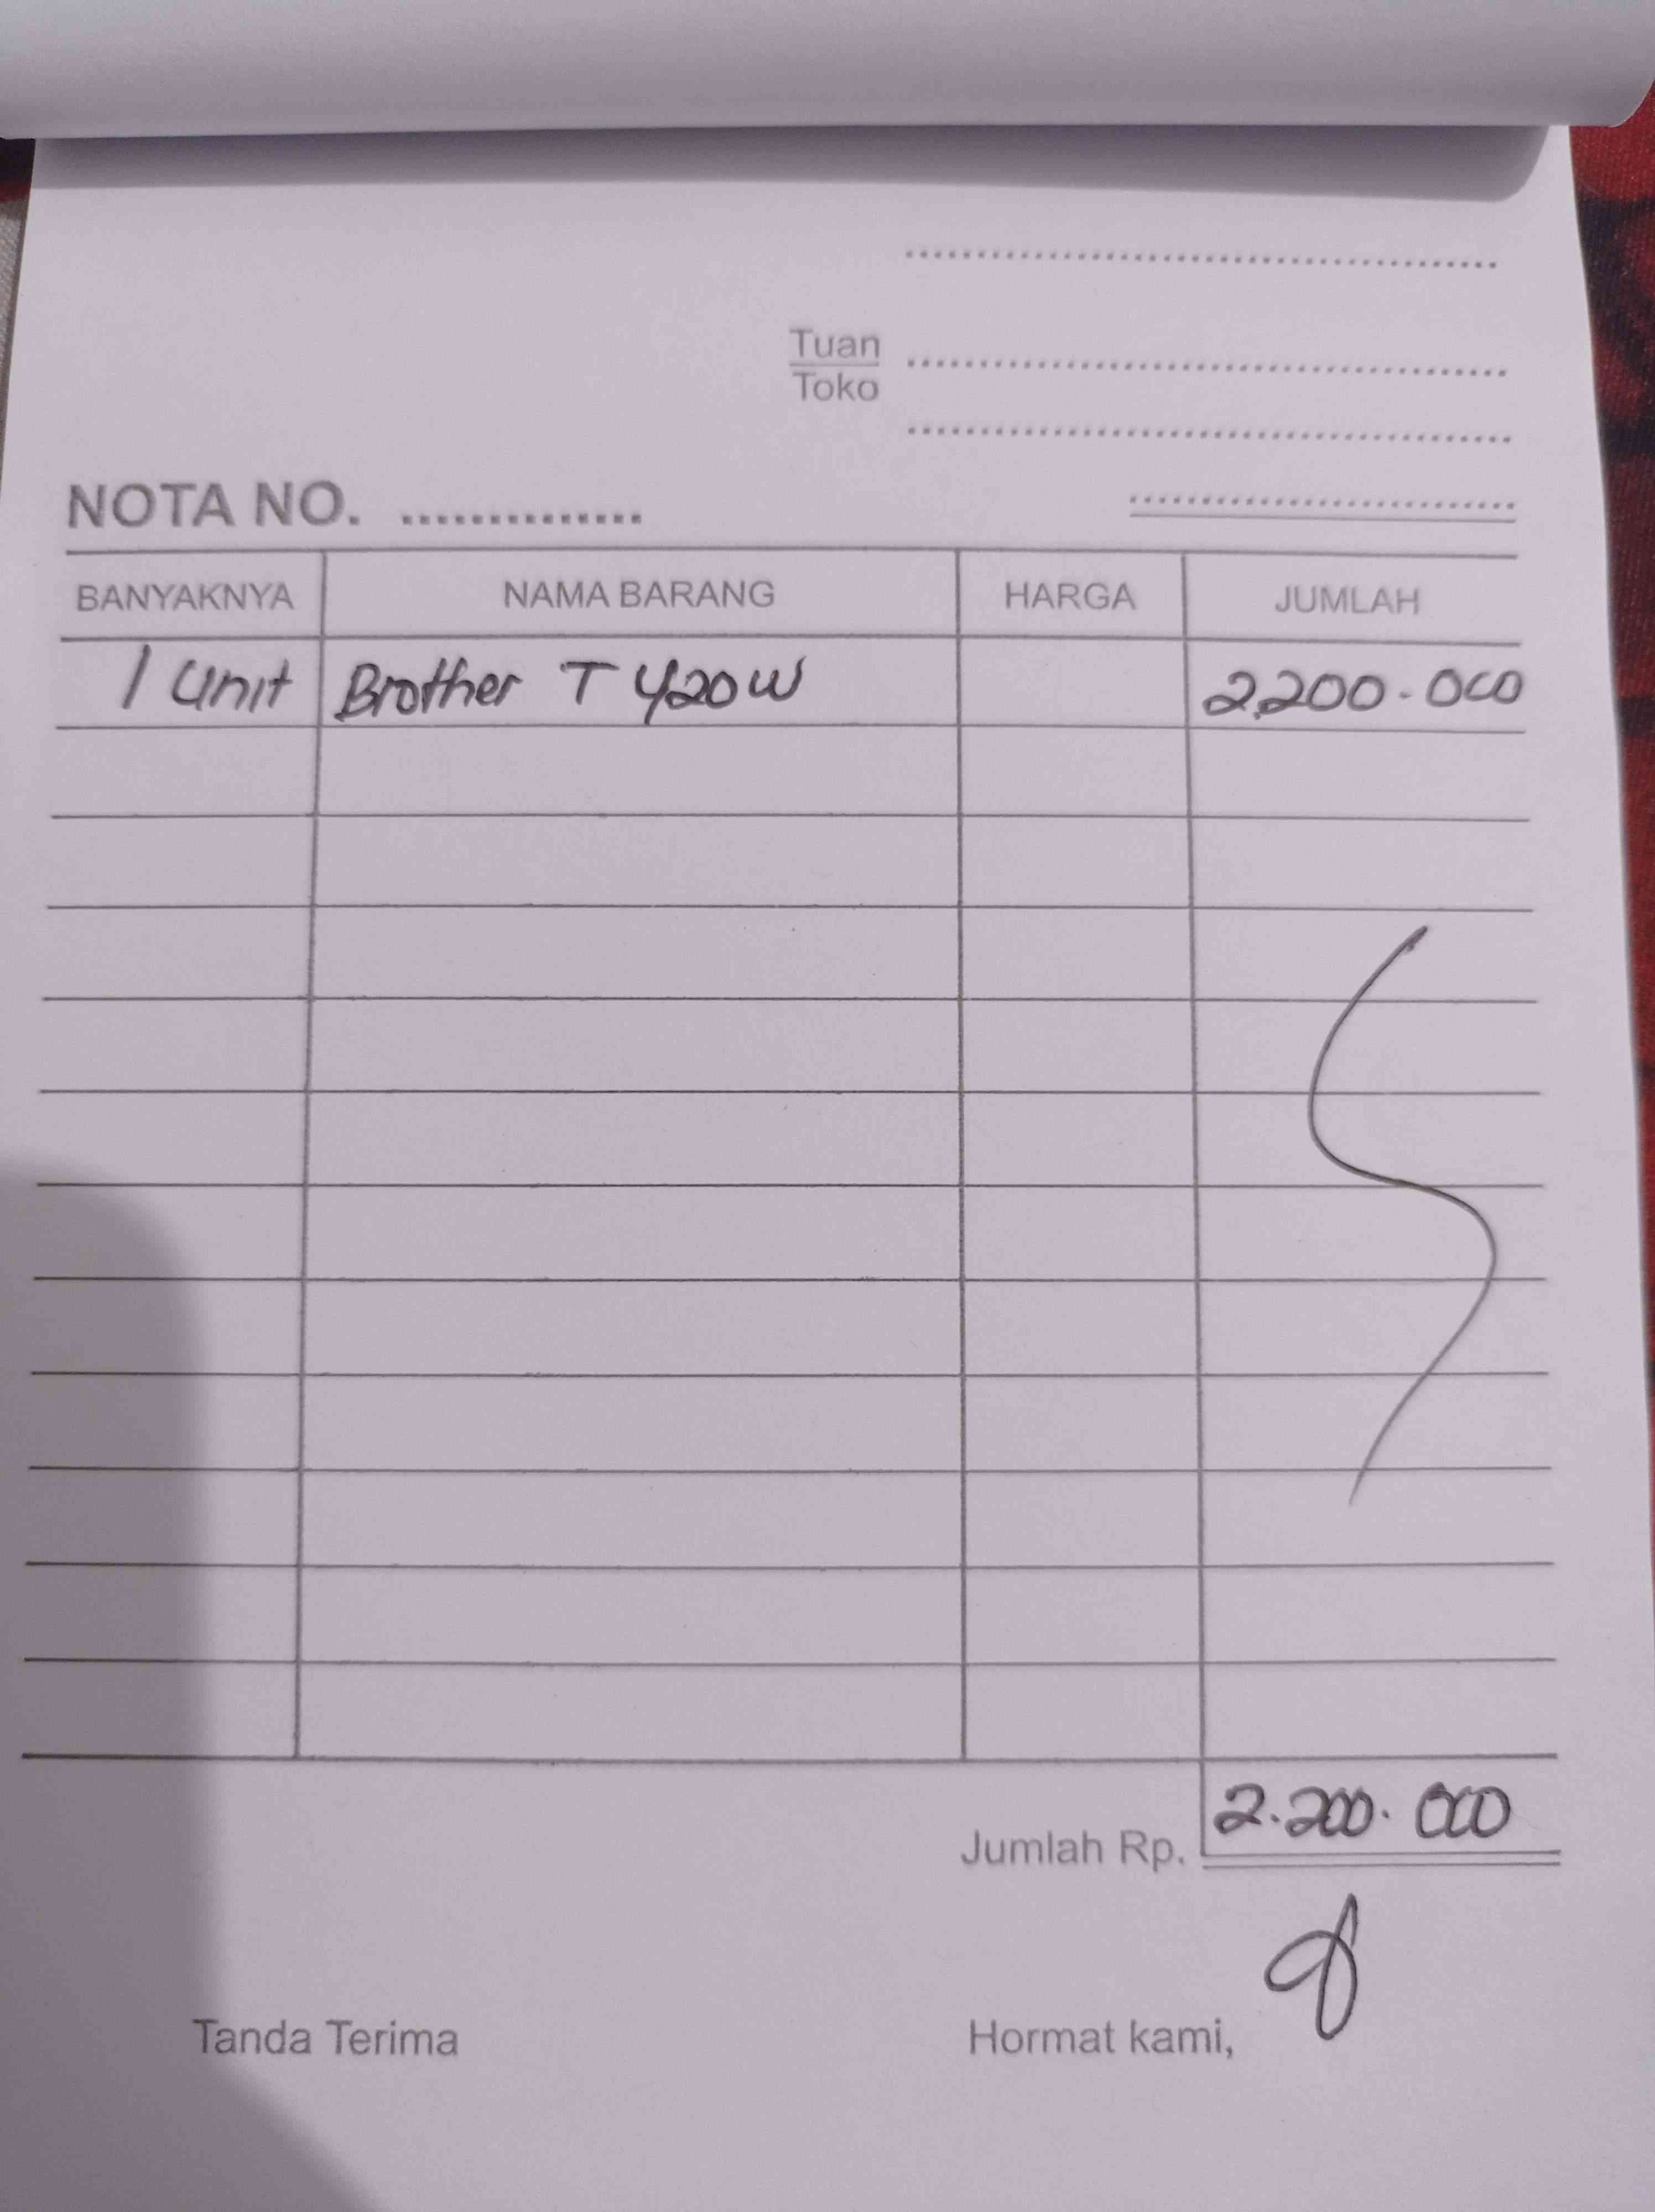 Tuan
Toko
NOTA NO.
BANYAKNYA NAMA BARANG HARGA JUMLAH
1 Unit Brother T 420W 2.200.000
Jumlah Rp. 2.200.000
Tanda Terima Hormat kami,